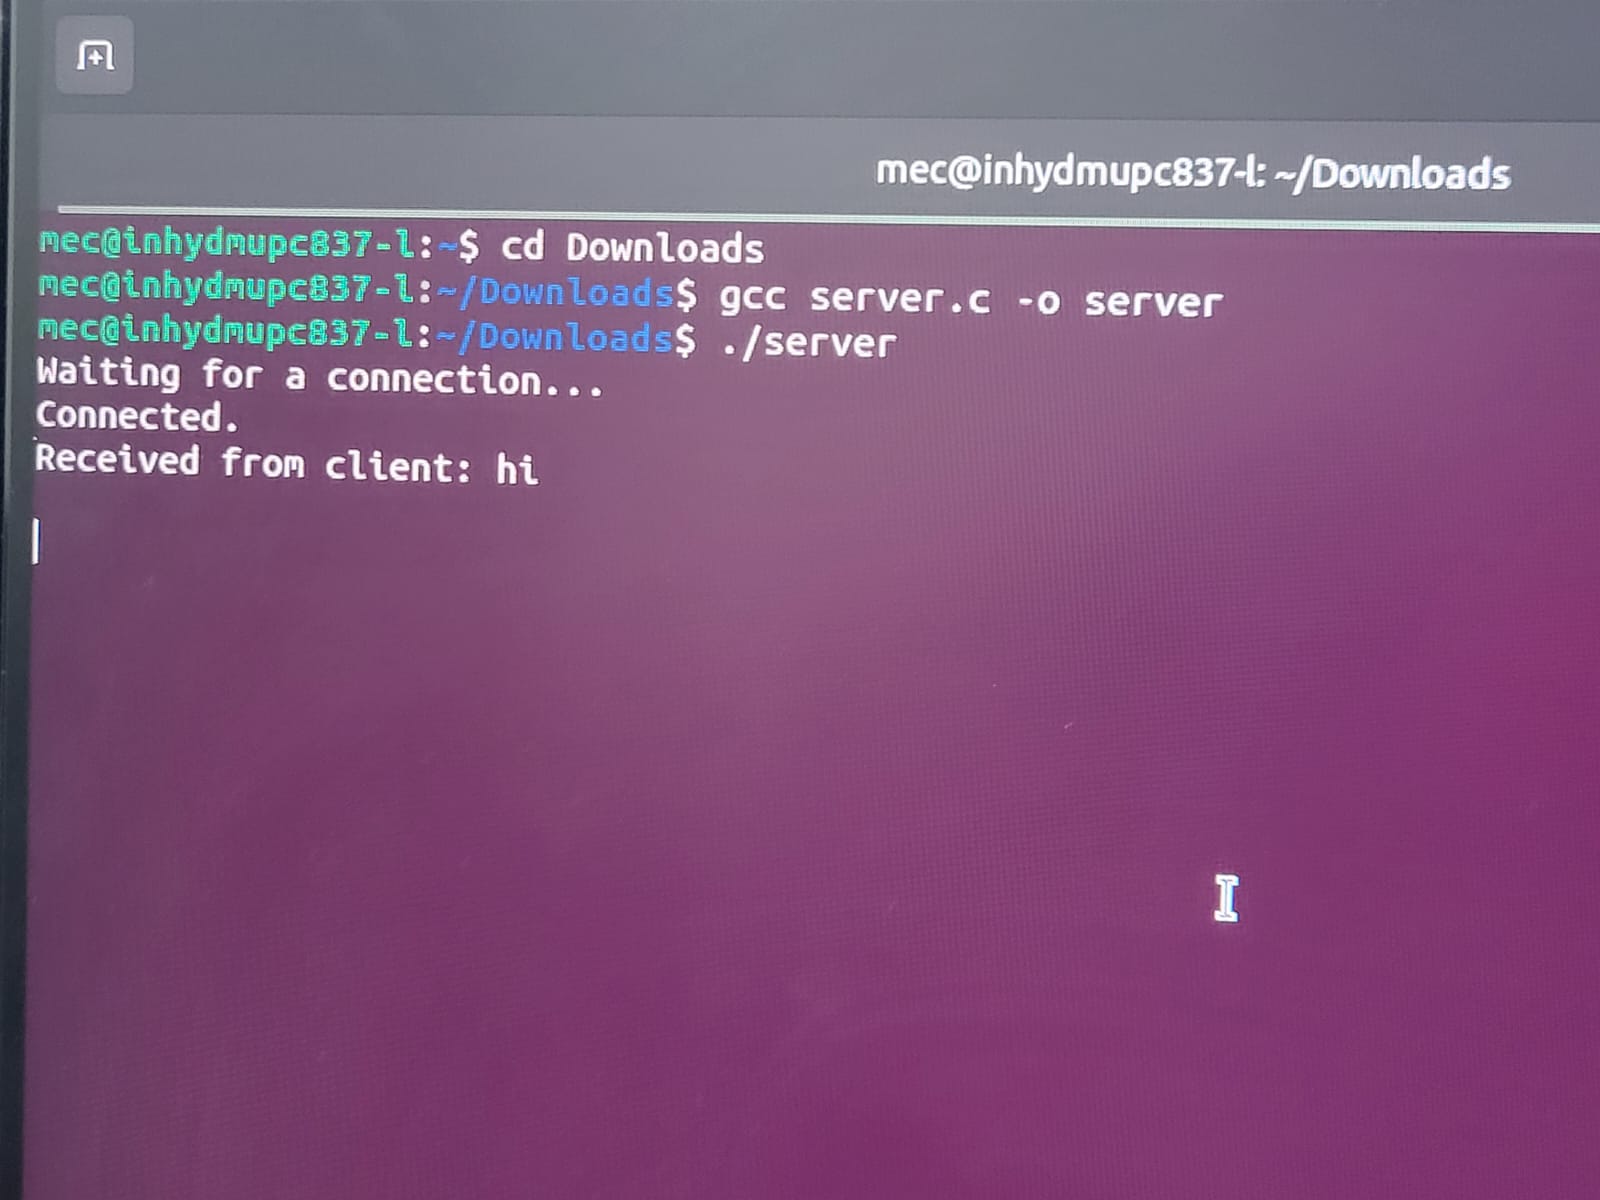 mec@inhydmupc837-l: ~/Downloads
mec@inhydmupc837-l:~$ cd Downloads
mec@inhydmupc837-l:~/Downloads$ gcc server.c -o server
mec@inhydmupc837-l:~/Downloads$ ./server
Waiting for a connection...
Connected.
Received from client: hi